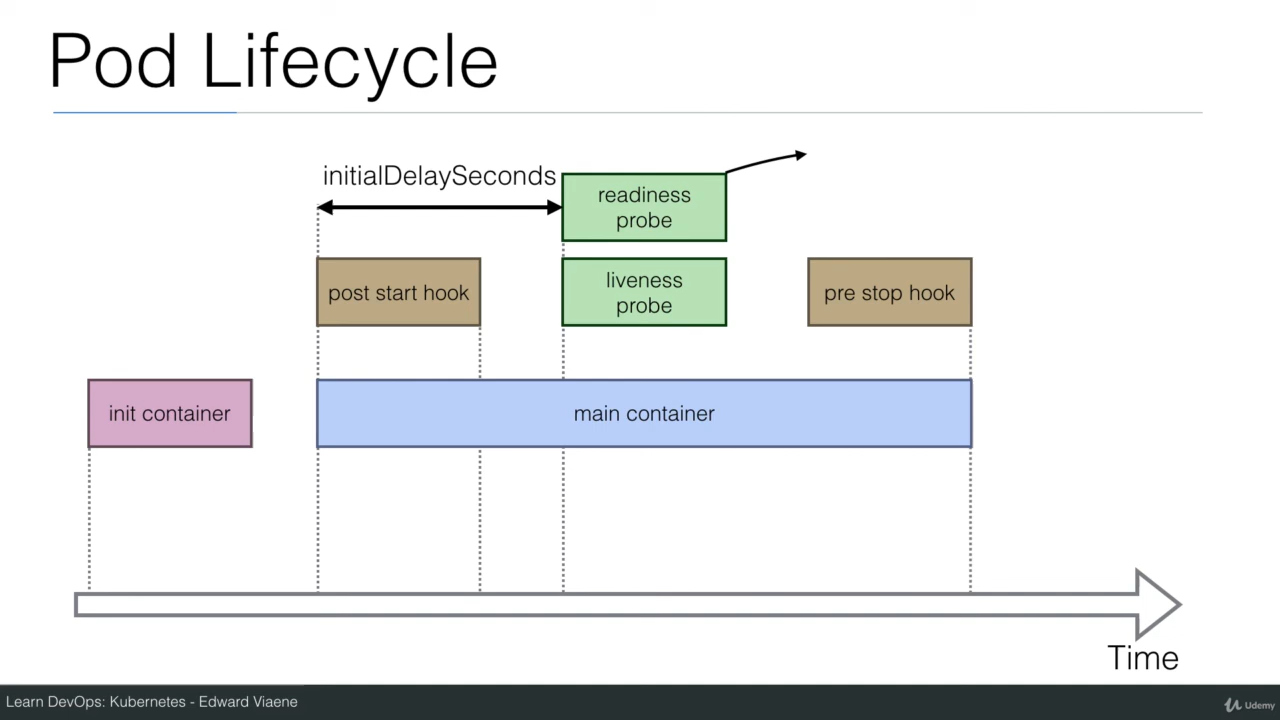 Pod Lifecycle
initialDelaySeconds
readiness
probe
post start hook
liveness
probe
pre stop hook
init container
main container
Time
Learn DevOps: Kubernetes - Edward Viaene
Udemy